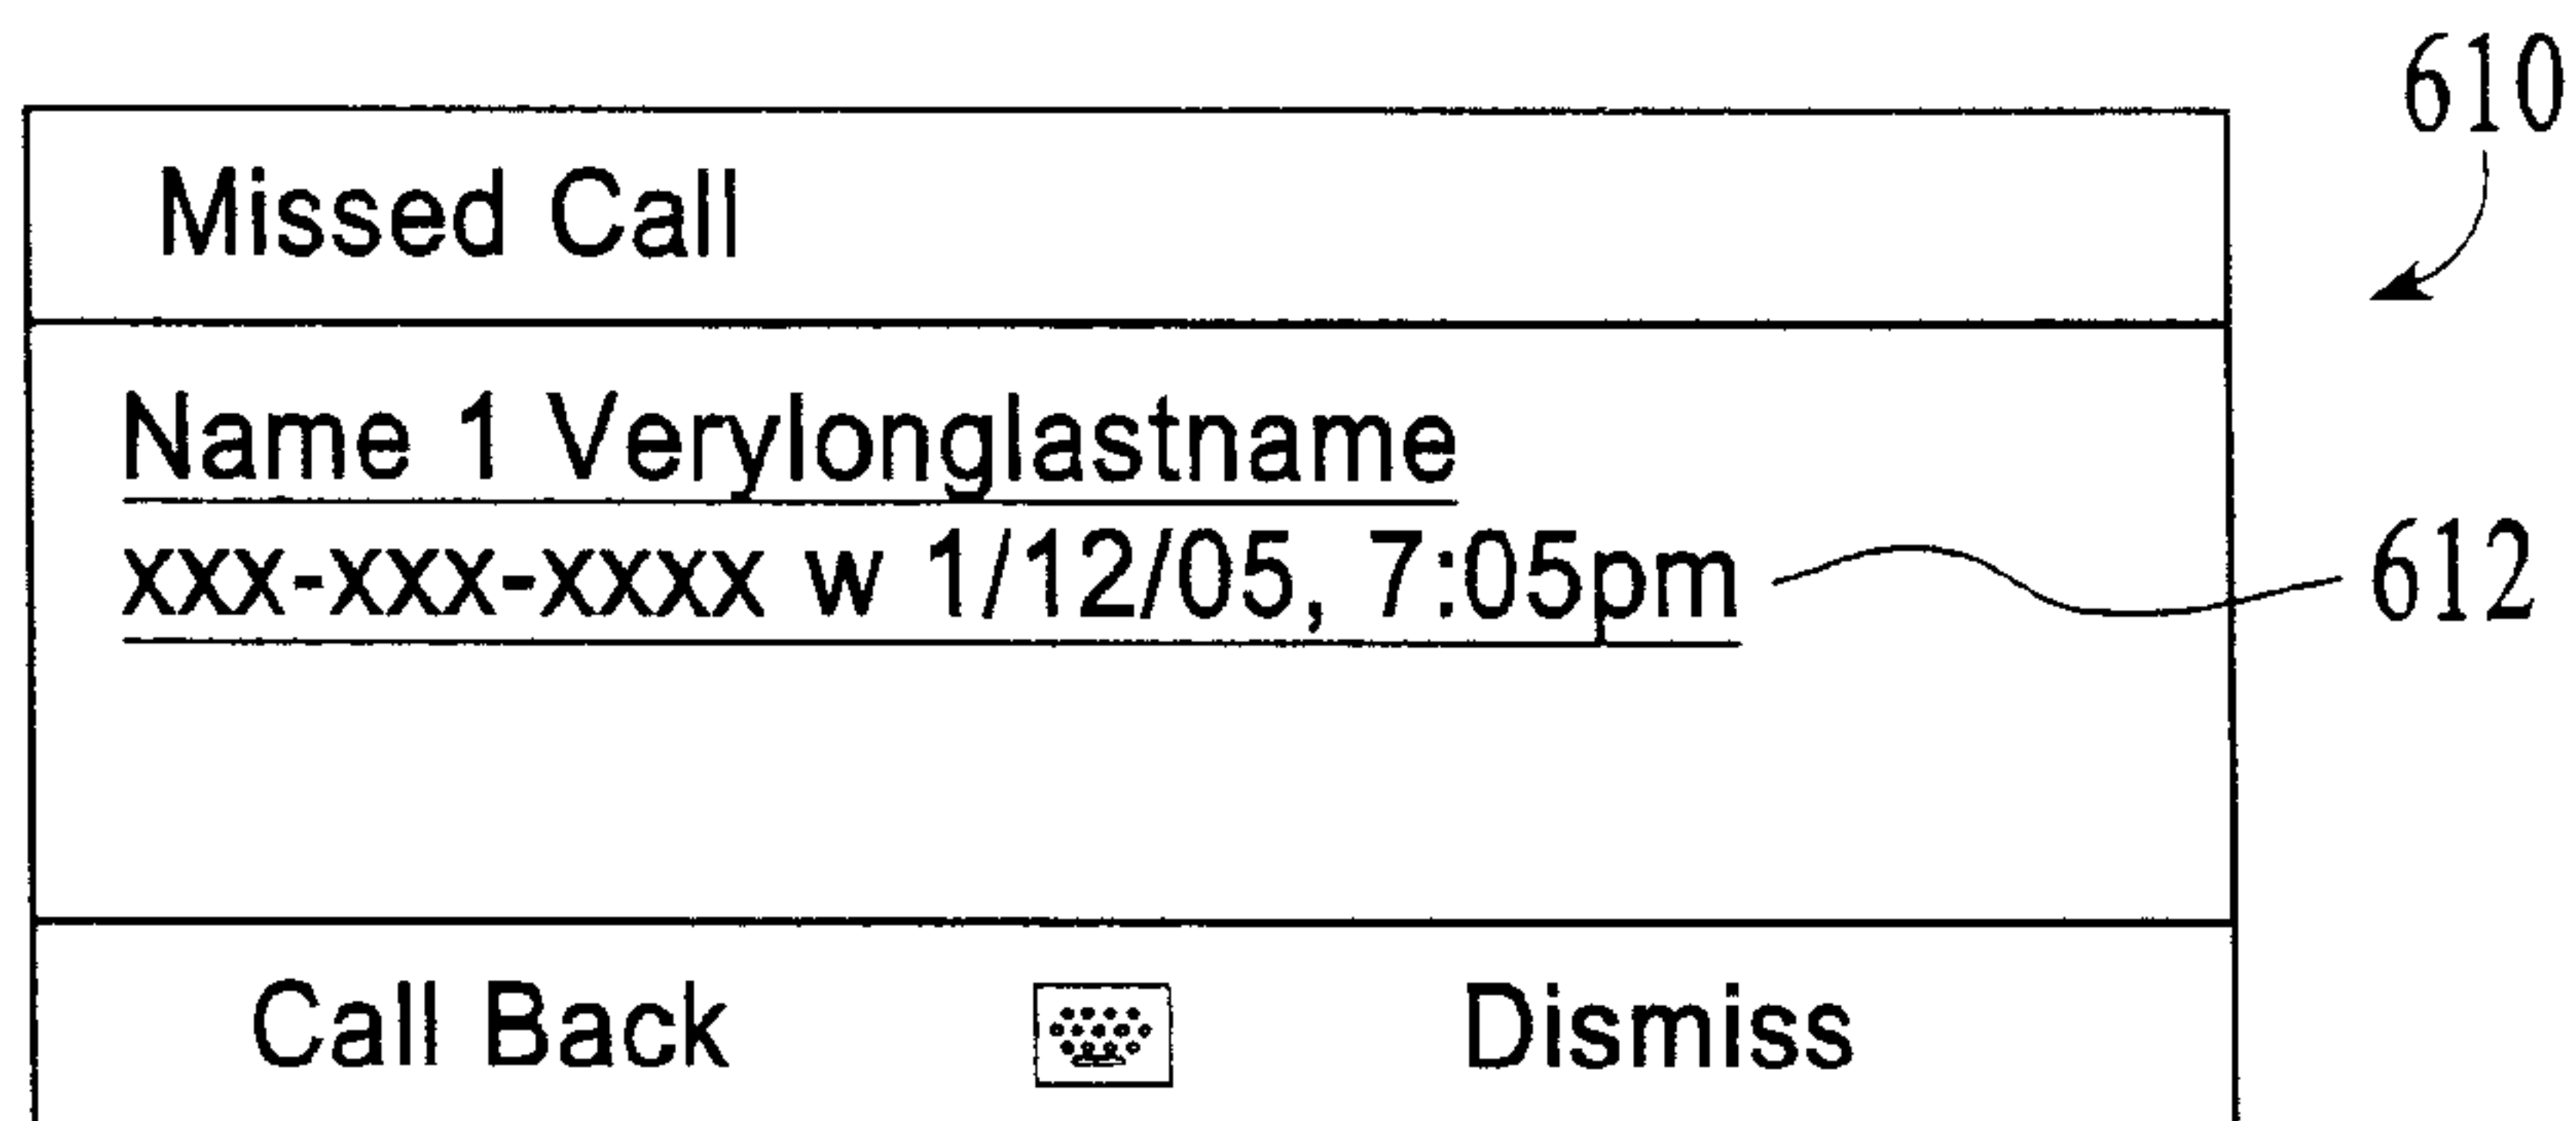 610
Missed Call
Name 1 Verylonglastname
xxx-xxx-xxxx w 1/12/05, 7:05pm
612
Call Back Dismiss